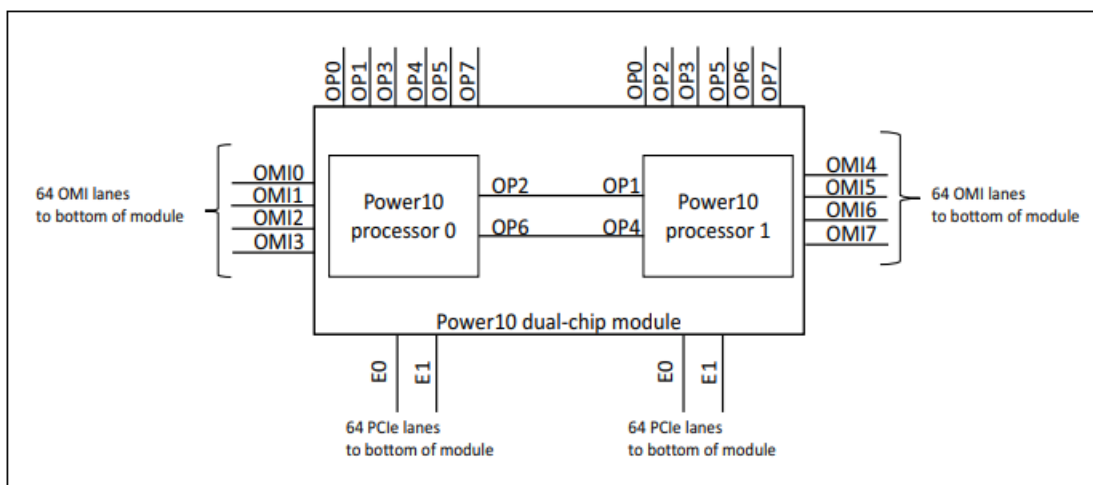 OP0
OP1
OP3
OP4
OP5
OP7
OP0
OP2
OP3
OP5
OP6
OP7
64 OMI lanes
to bottom of module
OMI0
OMI1
OMI2
OMI3
Power10
processor 0
OP2
OP6
OP1
OP4
Power10
processor 1
OMI4
OMI5
OMI6
OMI7
64 OMI lanes
to bottom of module
Power10 dual-chip module
E0
E1
E0
E1
64 PCIe lanes
to bottom of module
64 PCIe lanes
to bottom of module